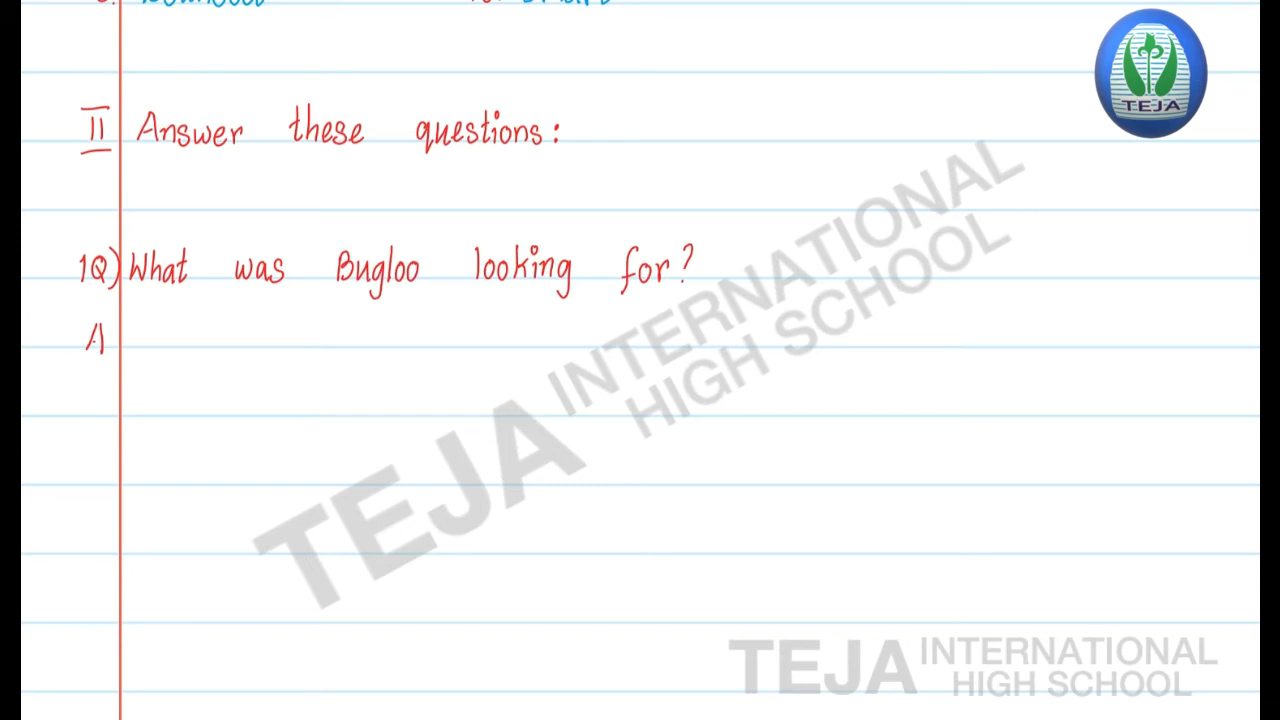 TEJA
II Answer these questions:
1Q) What was Bugloo looking for?
A
TEJA INTERNATIONAL HIGH SCHOOL
TEJA INTERNATIONAL
HIGH SCHOOL